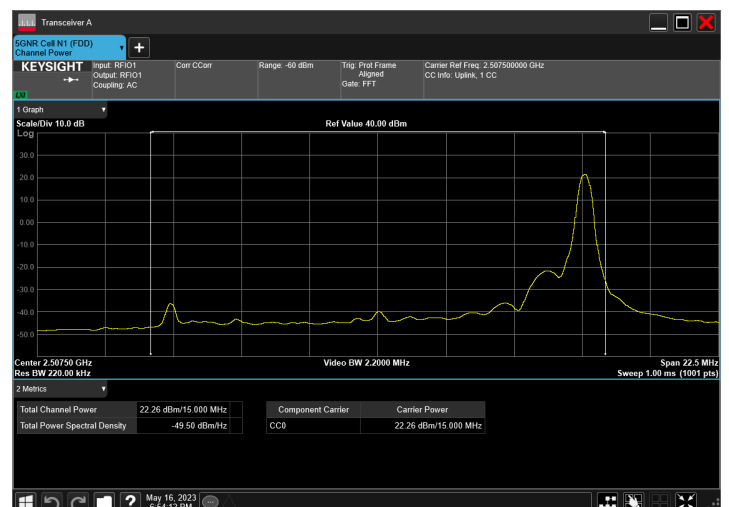 Transceiver A
5GNR Cell N1 (FDD)
Channel Power
KEYSIGHT
LXI
Input: RFIO1
Output: RFIO1
Coupling: AC
Corr CCorr
Range: -60 dBm
Trig: Prot Frame
Aligned
Gate: FFT
Carrier Ref Freq: 2.507500000 GHz
CC Info: Uplink, 1 CC
1 Graph
Scale/Div 10.0 dB
Ref Value 40.00 dBm
Log
30.0
20.0
10.0
0.00
-10.0
-20.0
-30.0
-40.0
-50.0
Center 2.50750 GHz
Video BW 2.2000 MHz
Span 22.5 MHz
Res BW 220.00 kHz
Sweep 1.00 ms (1001 pts)
2 Metrics
Total Channel Power 22.26 dBm/15.000 MHz
Total Power Spectral Density -49.50 dBm/Hz
Component Carrier Carrier Power
CC0 22.26 dBm/15.000 MHz
?
May 16, 2023
6:54:12 PM